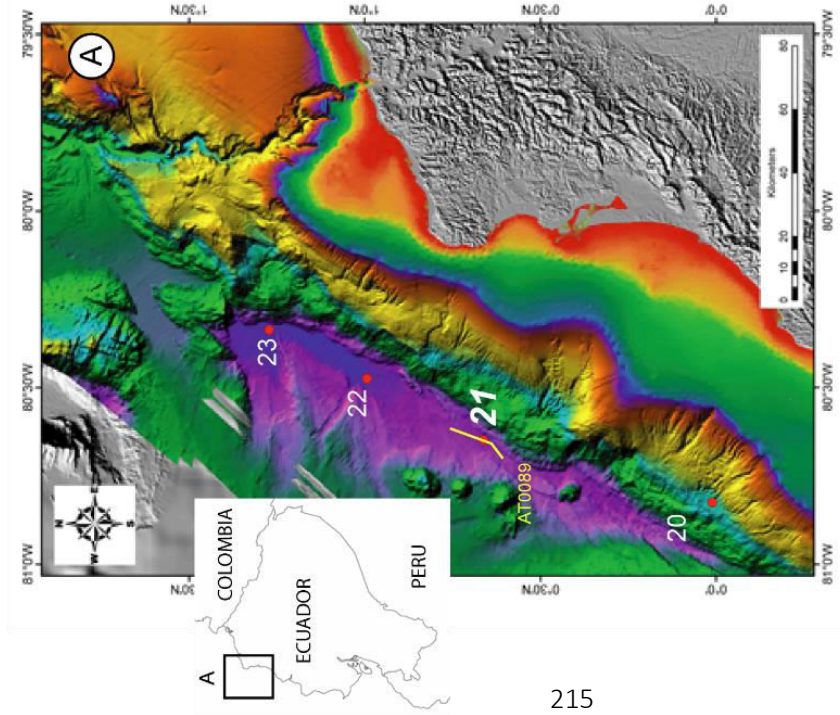 81°0'W 80°30'W 80°0'W 79°30'W
A
1°30'N 1°30'N
N
W E
S
23
1°0'N 1°0'N
22
21
AT0089
0°30'N 0°30'N
20
0°0' 0°0'
Kilometers
0 10 20 40 60 80
81°0'W 80°30'W 80°0'W 79°30'W
A
COLOMBIA
ECUADOR
PERU
215